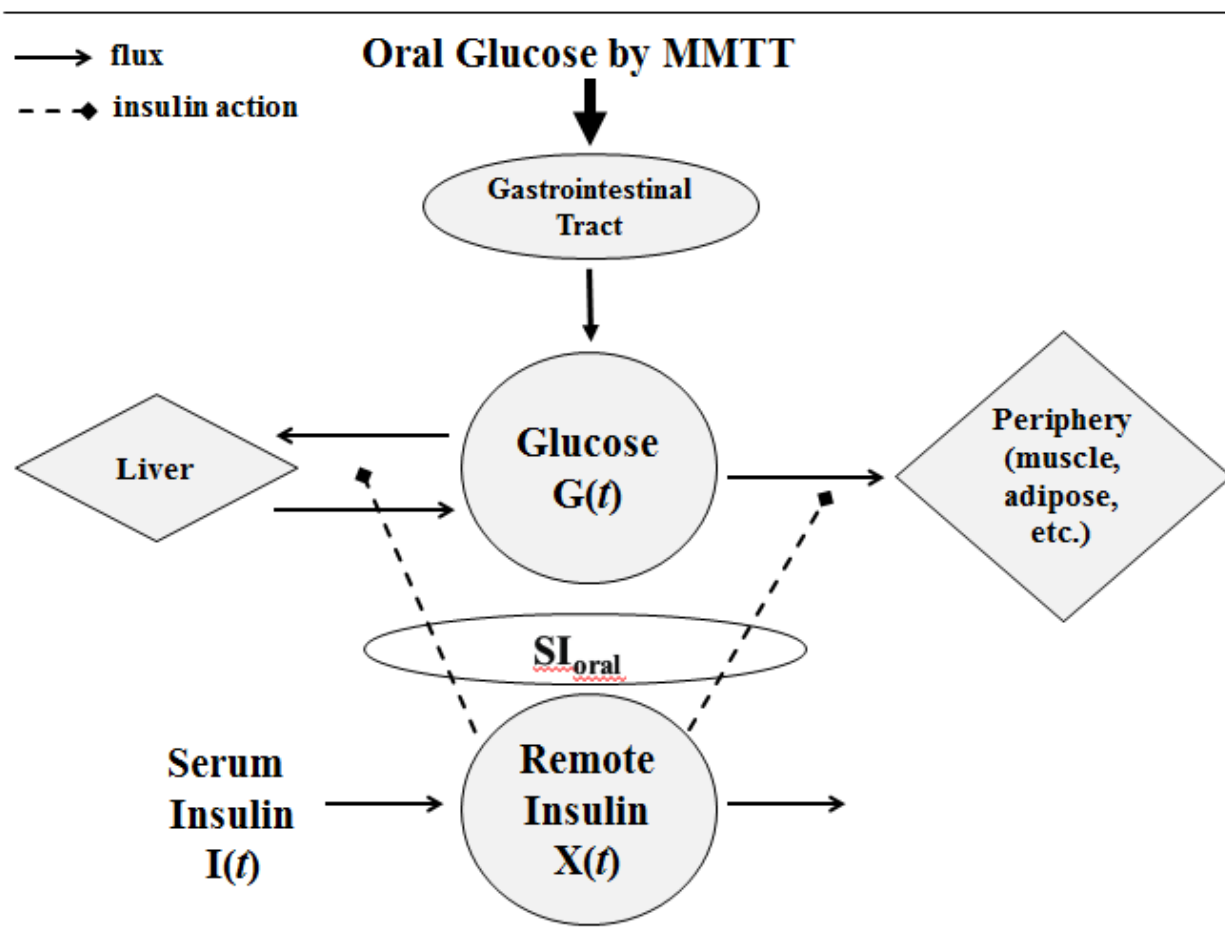 flux
insulin action
Oral Glucose by MMTT
Gastrointestinal
Tract
Liver
Glucose
G(t)
Periphery
(muscle,
adipose,
etc.)
SIoral
Serum
Insulin
I(t)
Remote
Insulin
X(t)